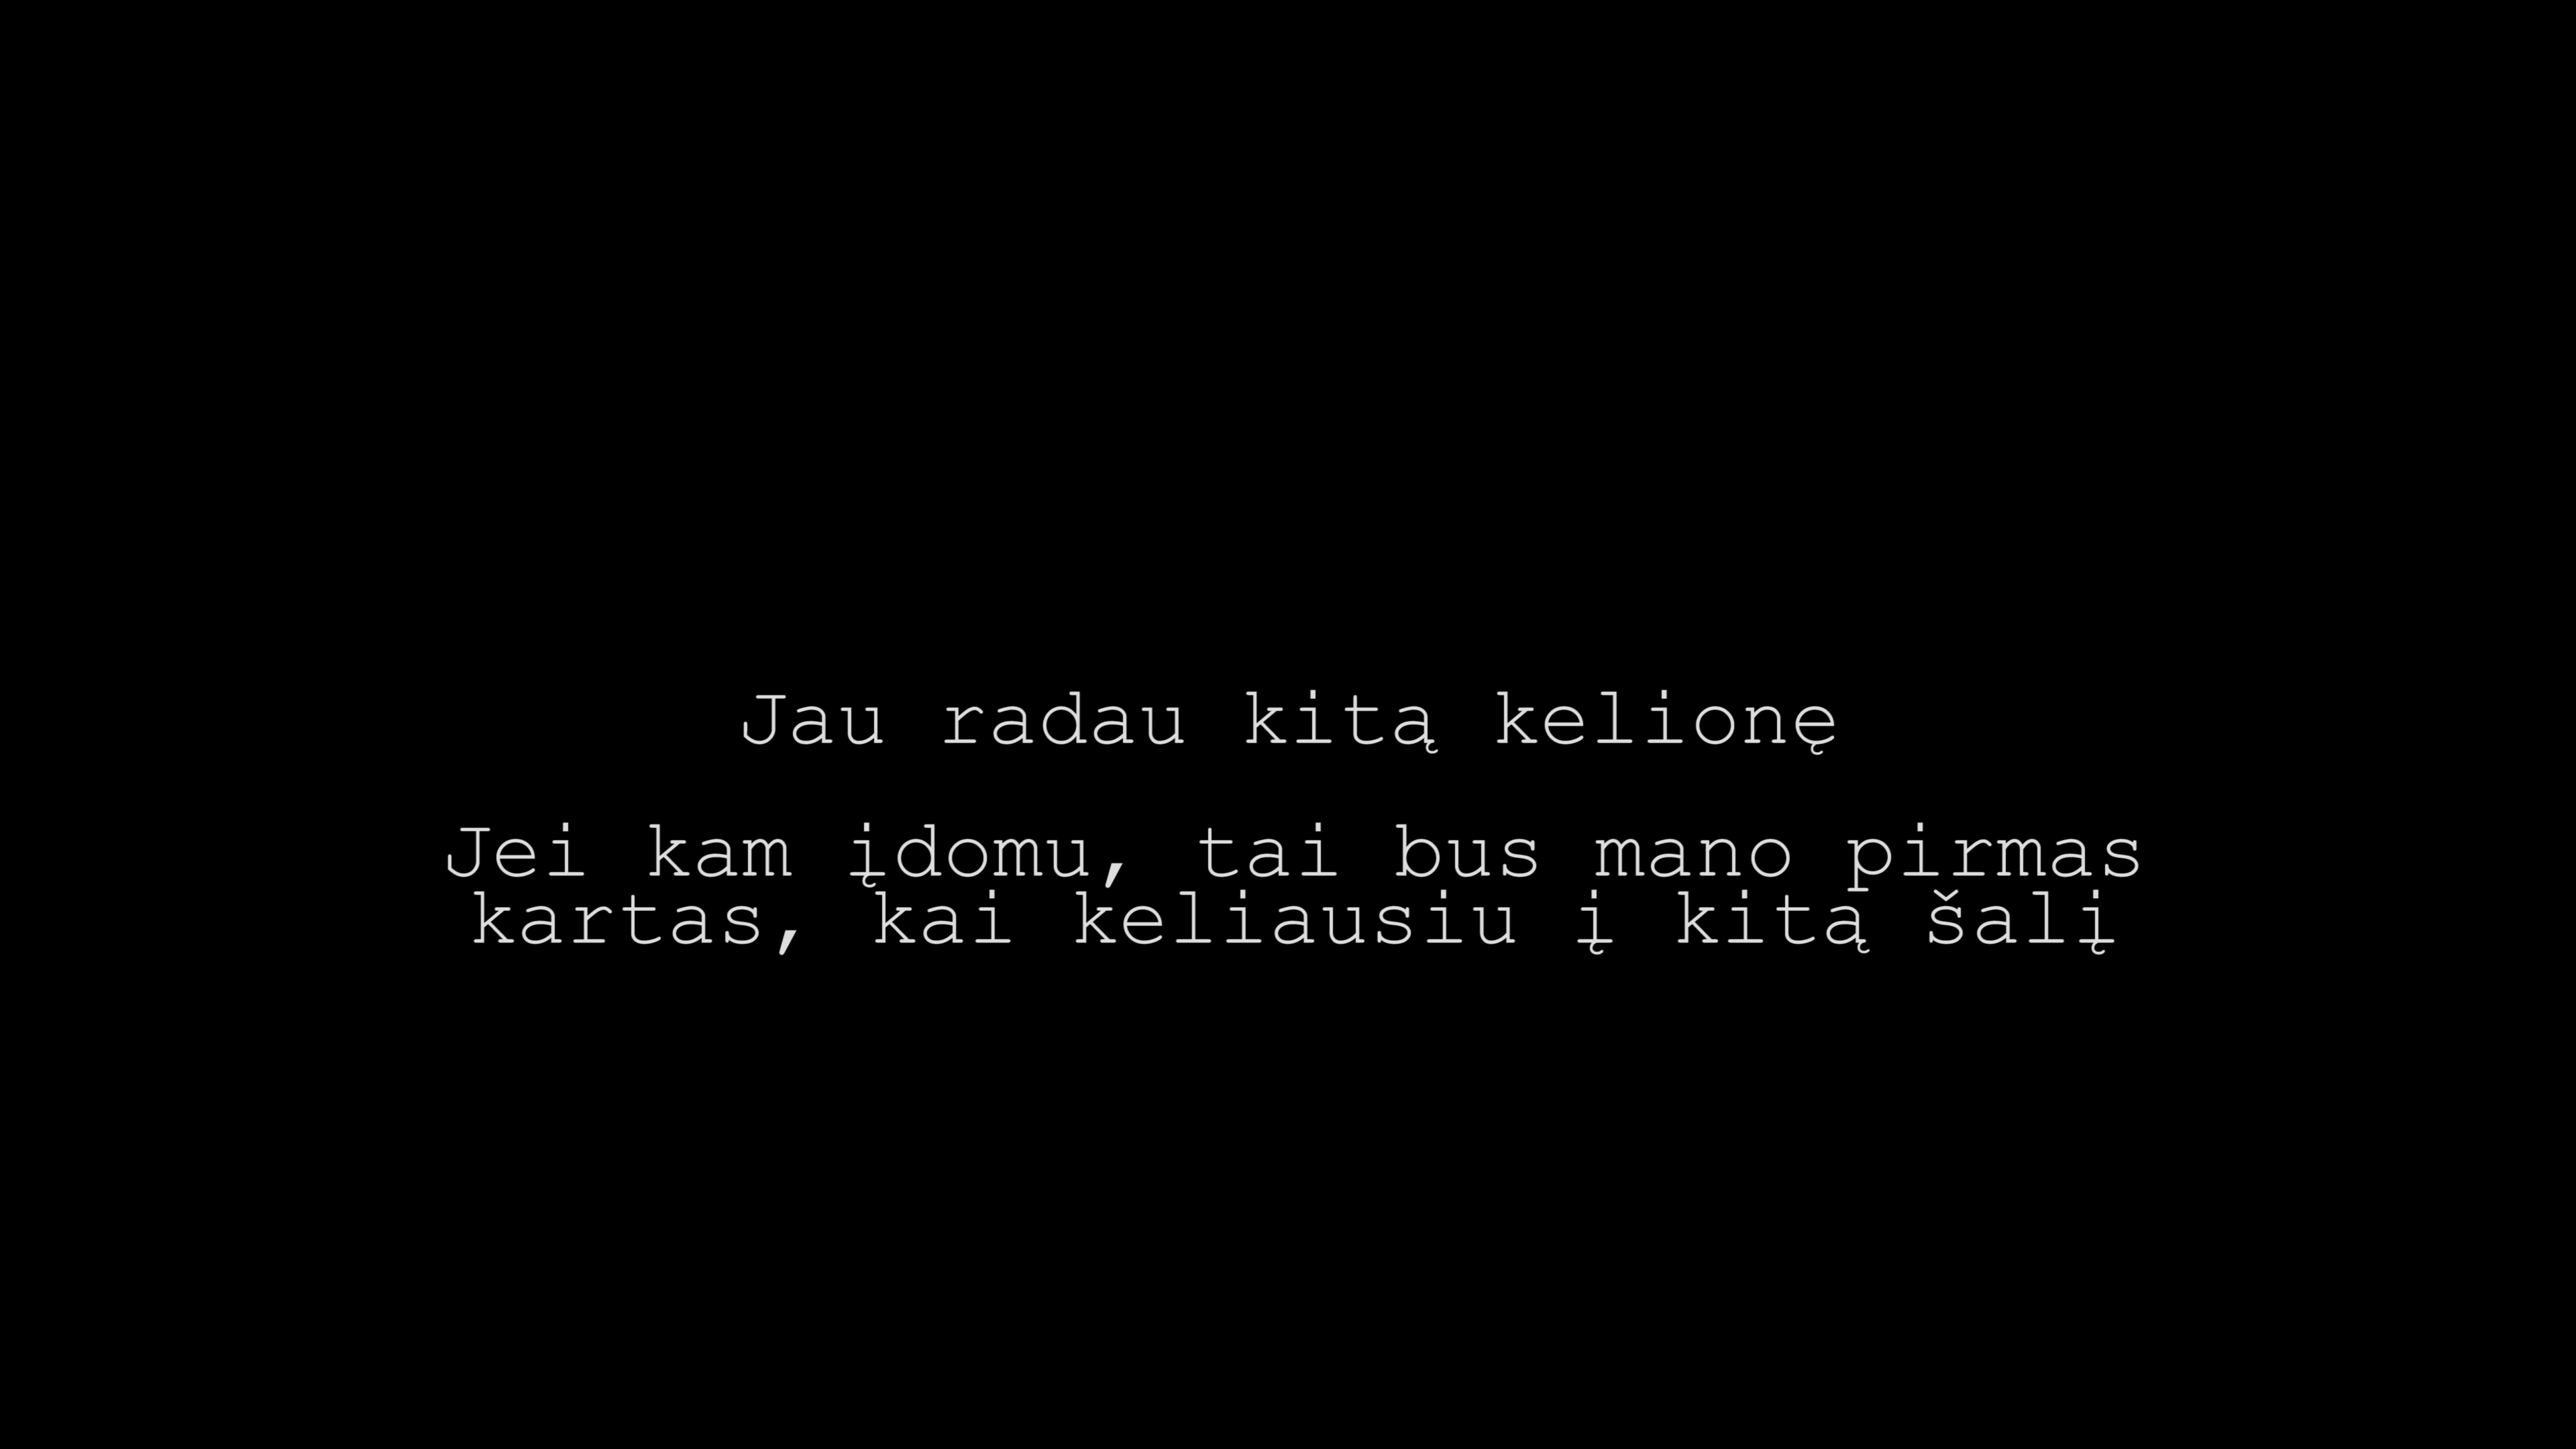 Jau radau kitą kelionę
Jei kam įdomu, tai bus mano pirmas
kartas, kai keliausiu į kitą šalį